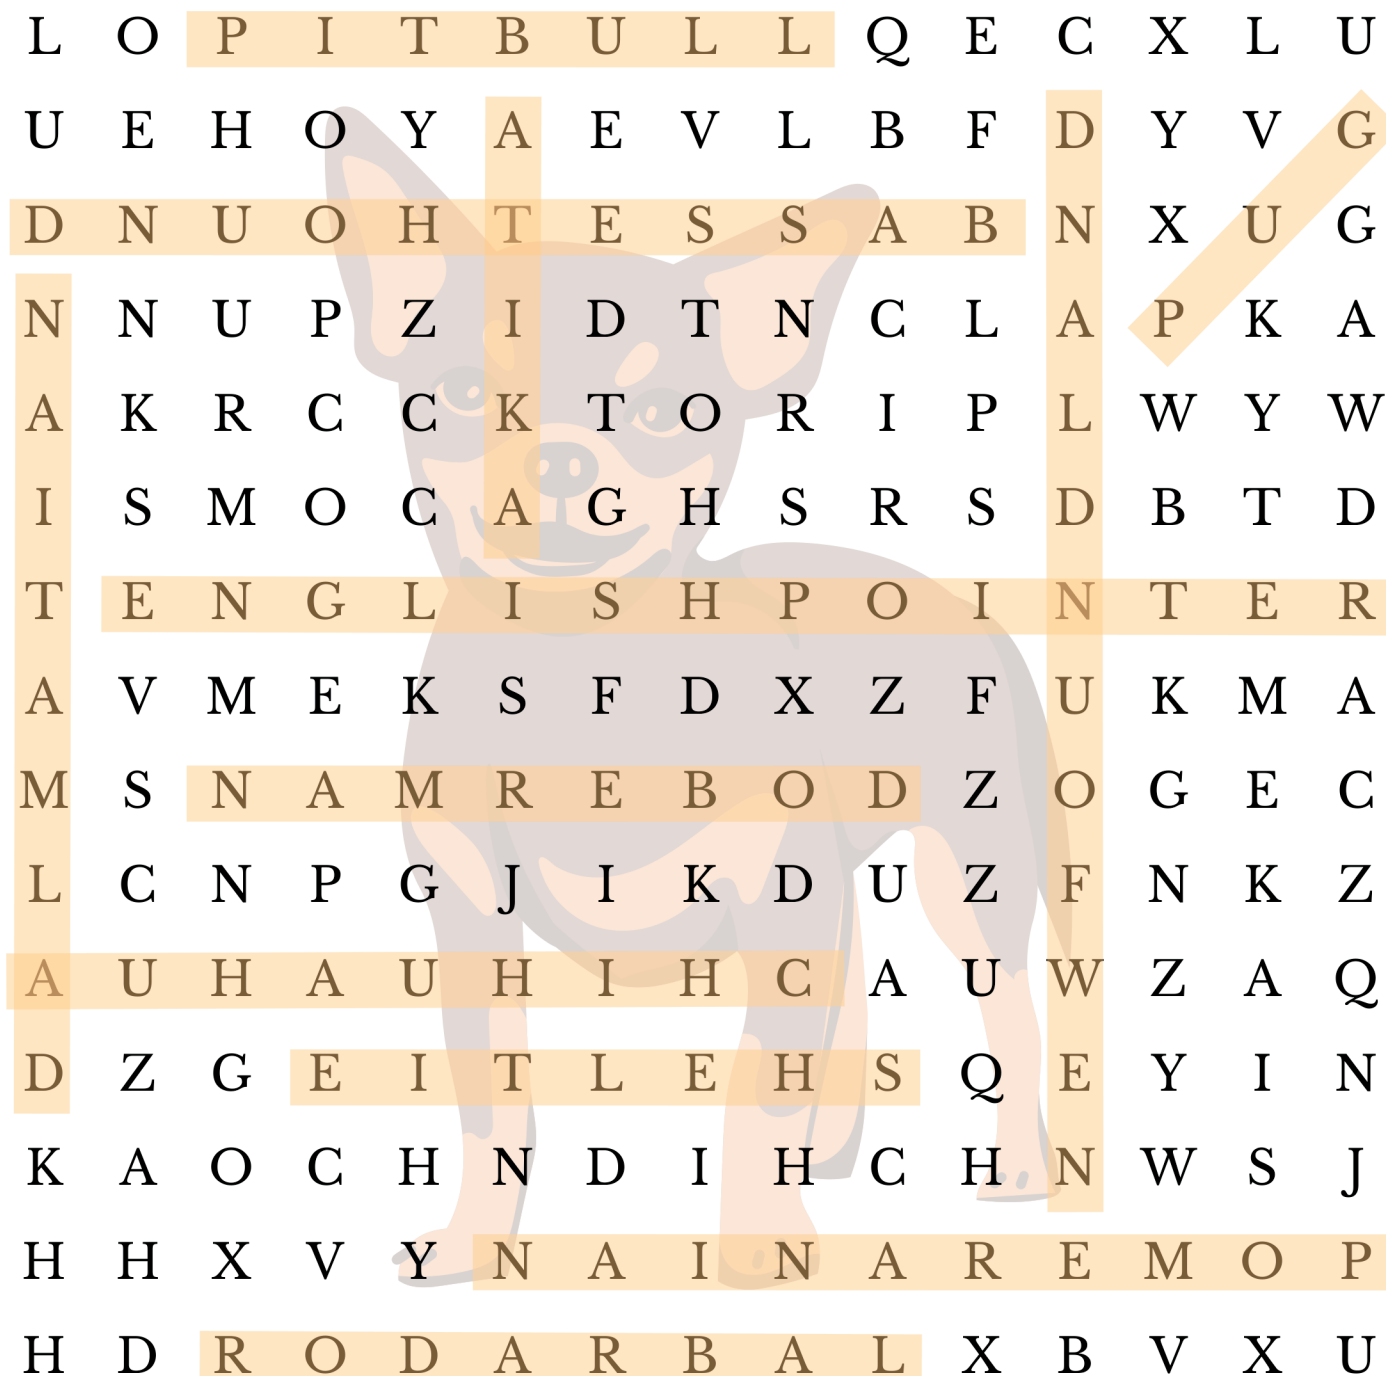 L O P I T B U L L Q E C X L U
U E H O Y A E V L B F D Y V G
D N U O H T E S S A B N X U G
N N U P Z I D T N C L A P K A
A K R C C K T O R I P L W Y W
I S M O C A G H S R S D B T D
T E N G L I S H P O I N T E R
A V M E K S F D X Z F U K M A
M S N A M R E B O D Z O G E C
L C N P G J I K D U Z F N K Z
A U H A U H I H C A U W Z A Q
D Z G E I T L E H S Q E Y I N
K A O C H N D I H C H N W S J
H H X V Y N A I N A R E M O P
H D R O D A R B A L X B V X U